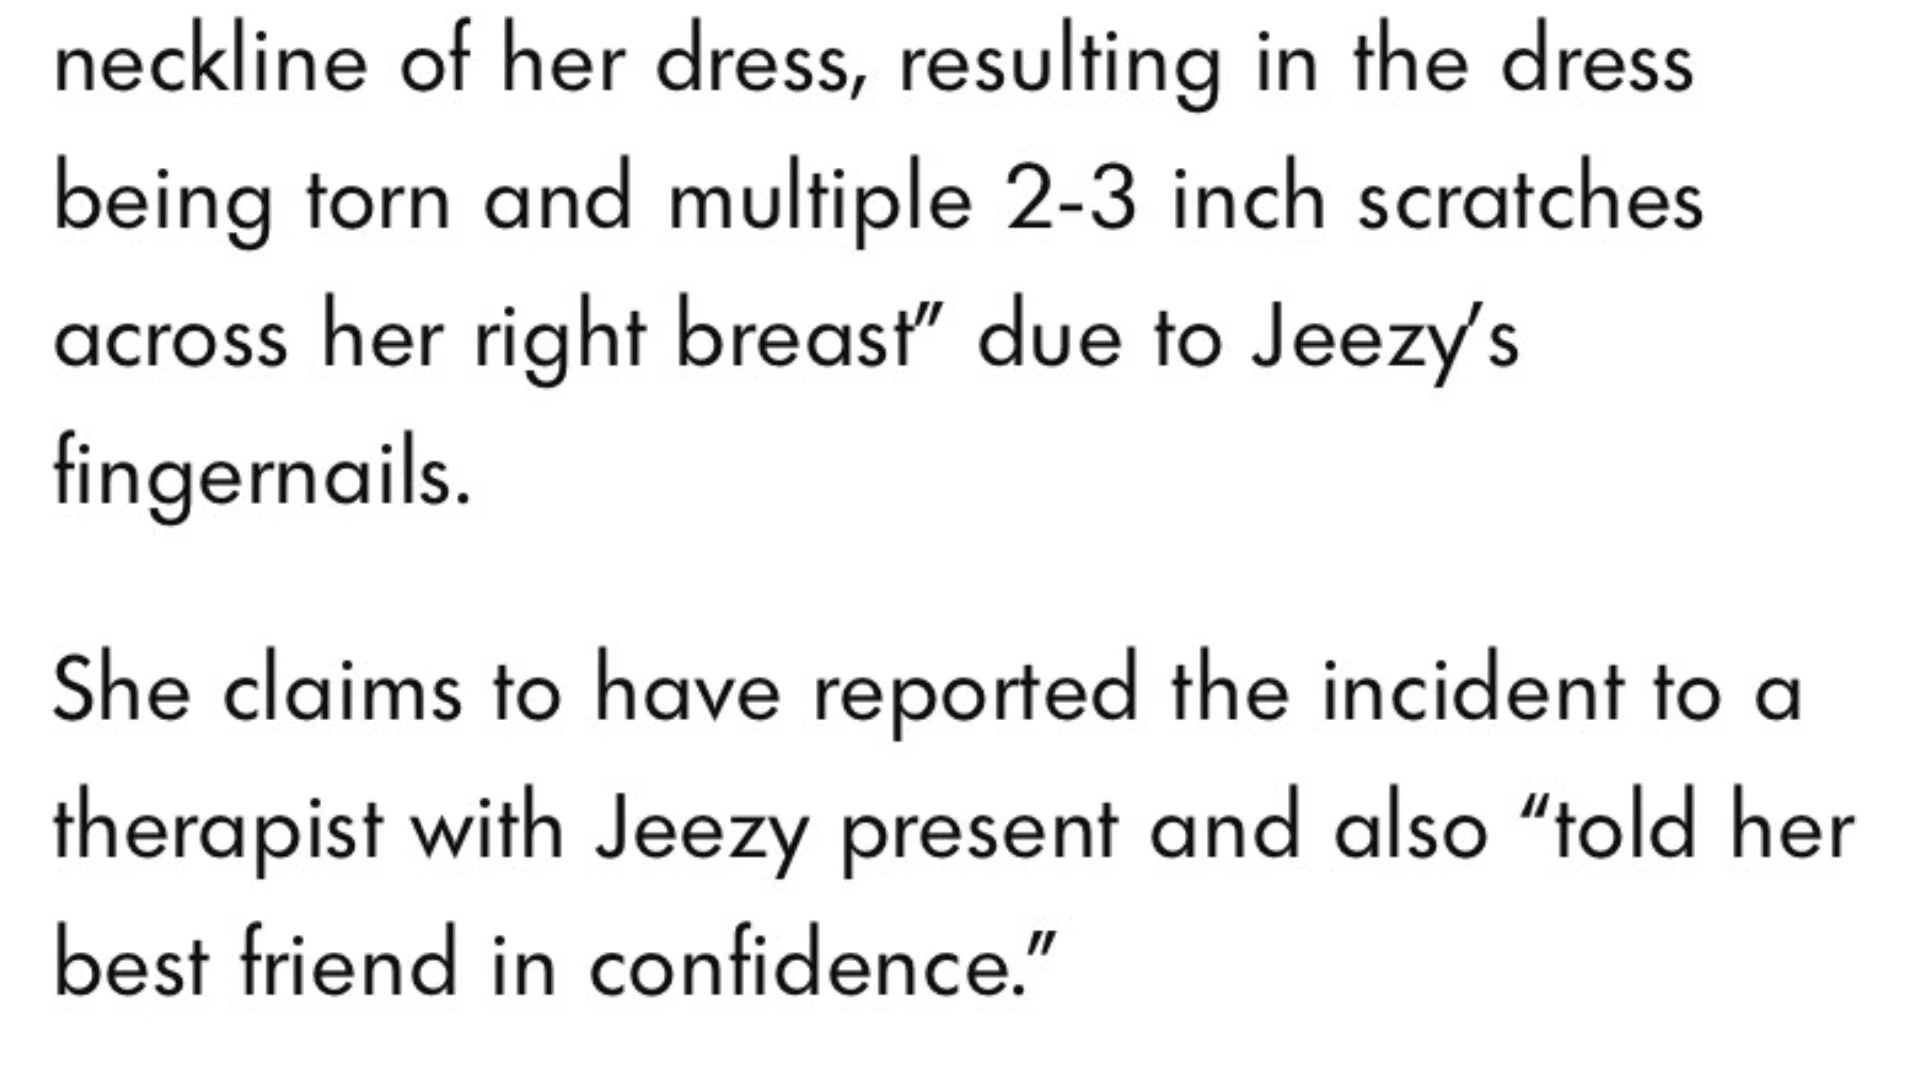 neckline of her dress, resulting in the dress
being torn and multiple 2-3 inch scratches
across her right breast” due to Jeezy’s
fingernails.
She claims to have reported the incident to a
therapist with Jeezy present and also “told her
best friend in confidence.”